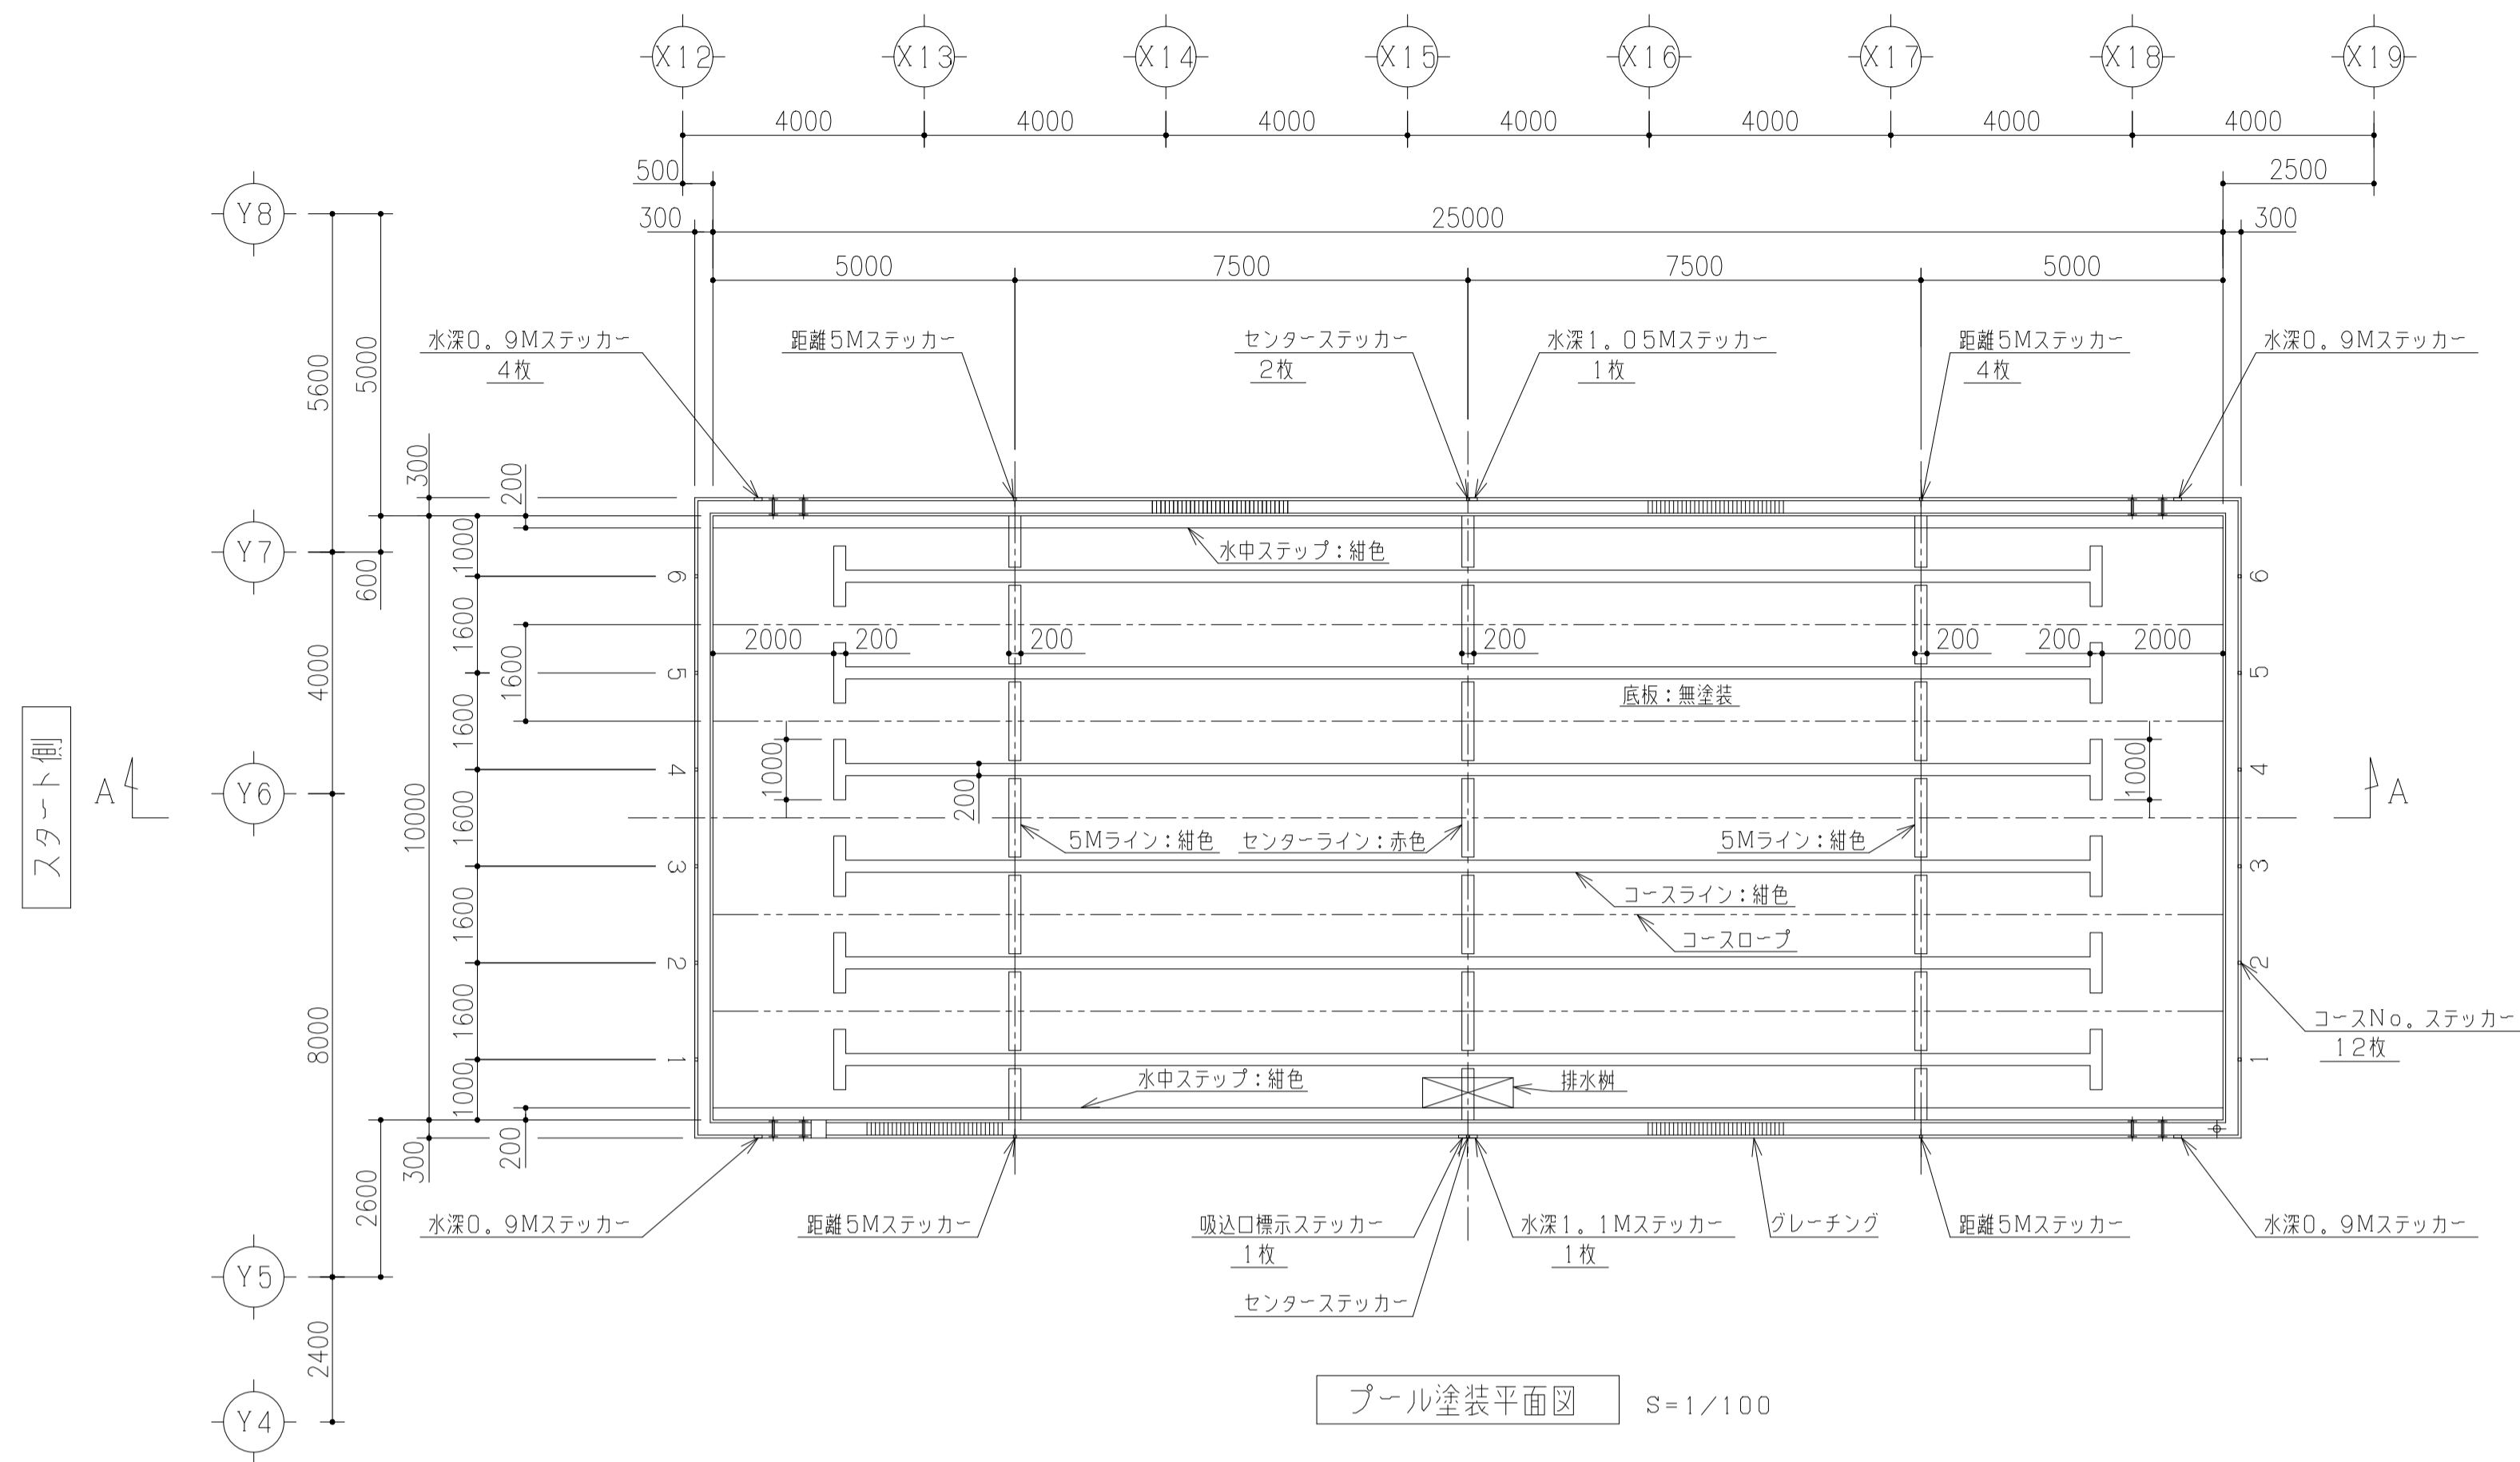 X12 X13 X14 X15 X16 X17 X18 X19
4000 4000 4000 4000 4000 4000 4000
500 2500
300 25000 300
5000 7500 7500 5000
Y8
Y7
Y6
Y5
Y4
5600
4000
8000
2400
5000
600
2600
300
10000
300
1000
1600
1600
1600
1600
1600
1000
200
1600
200
スタート側
A
A
水深0。9Mステッカー
4枚
距離5Mステッカー
センターステッカー
2枚
水深1。05Mステッカー
1枚
距離5Mステッカー
4枚
水深0。9Mステッカー
水中ステップ:紺色
6 6
2000 200 200 200 200 200 2000
5 5
底板:無塗装
4 4
1000 200 1000
5Mライン:紺色 センターライン:赤色 5Mライン:紺色
3 3
コースライン:紺色
コースロープ
2 2
コースNo。ステッカー
12枚
1 1
水中ステップ:紺色
排水桝
水深0。9Mステッカー
距離5Mステッカー
吸込口標示ステッカー
1枚
水深1。1Mステッカー
1枚
グレーチング
距離5Mステッカー
水深0。9Mステッカー
センターステッカー
プール塗装平面図 S=1/100